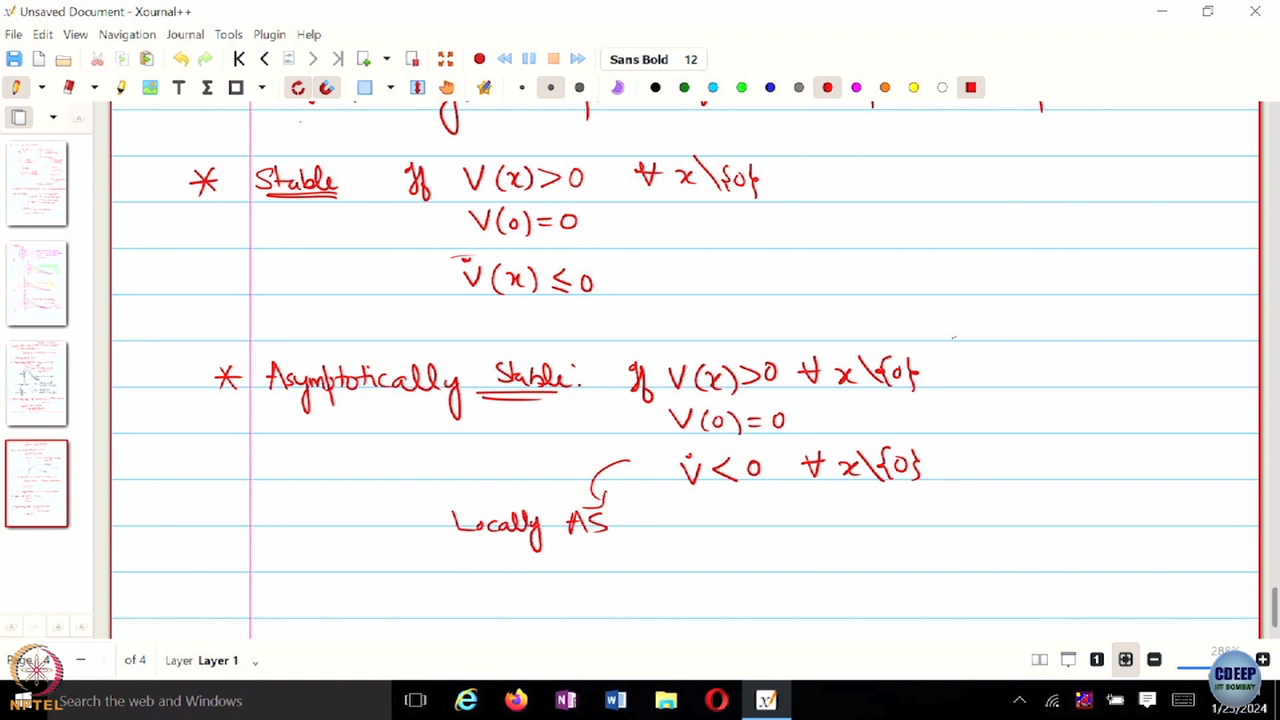 Unsaved Document - Xournal++
File Edit View Navigation Journal Tools Plugin Help
Sans Bold 12
* Stable If V(x)>0 ∀ x\{0}
V(0)=0
V̇(x) ≤ 0
* Asymptotically Stable: If V(x)>0 ∀ x\{0}
V(0)=0
V̇ < 0 ∀ x\{0}
Locally AS
of 4 Layer Layer 1
288%
NPTEL
Search the web and Windows
CDEEP
IIT BOMBAY
1/25/2024